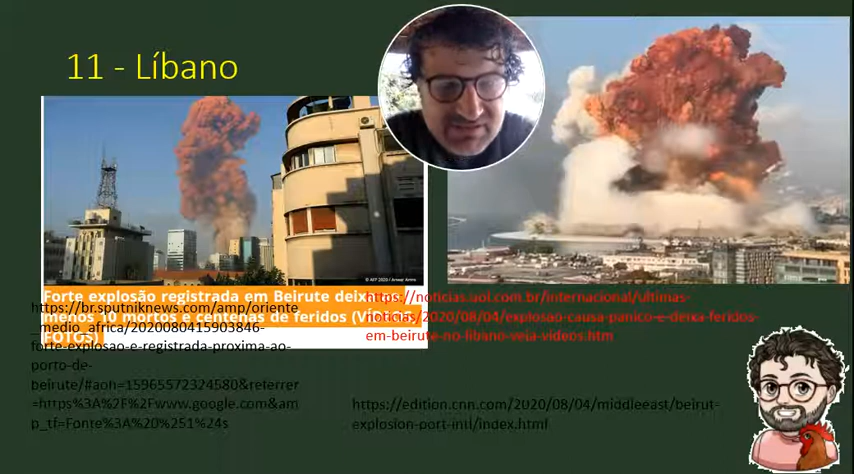 11 - Líbano
© AFP 2020 / Anwar Amro
Forte explosão registrada em Beirute deixa
menos 10 mortos e centenas de feridos (VÍDEOS,
FOTOS)
https://br.sputniknews.com/amp/oriente
_medio_africa/2020080415903846-
forte-explosao-e-registrada-proxima-ao-
porto-de-
beirute/#aoh=15965572324580&referrer
=https%3A%2F%2Fwww.google.com&am
p_tf=Fonte%3A%20%251%24s
https://noticias.uol.com.br/internacional/ultimas-
noticias/2020/08/04/explosao-causa-panico-e-deixa-feridos-
em-beirute-no-libano-veja-videos.htm
https://edition.cnn.com/2020/08/04/middleeast/beirut-
explosion-port-intl/index.html